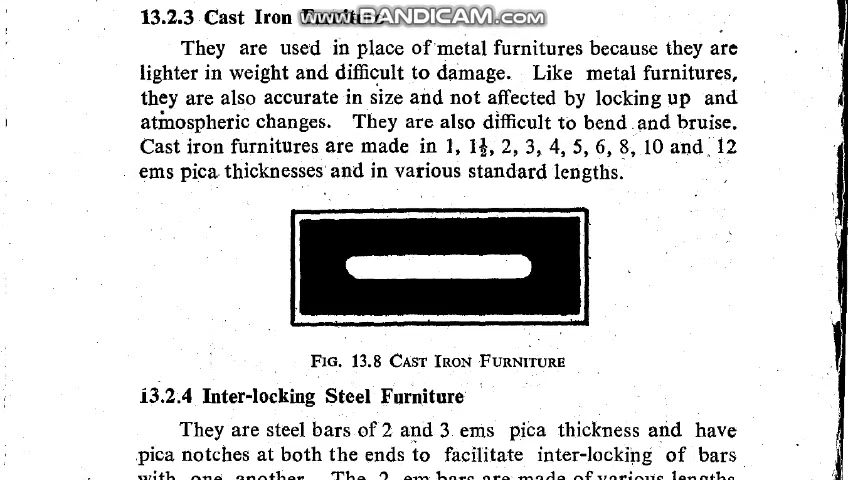 www.BANDICAM.com
13.2.3 Cast Iron Furniture
They are used in place of metal furnitures because they are
lighter in weight and difficult to damage. Like metal furnitures,
they are also accurate in size and not affected by locking up and
atmospheric changes. They are also difficult to bend and bruise.
Cast iron furnitures are made in 1, 1½, 2, 3, 4, 5, 6, 8, 10 and 12
ems pica thicknesses and in various standard lengths.
FIG. 13.8 CAST IRON FURNITURE
13.2.4 Inter-locking Steel Furniture
They are steel bars of 2 and 3 ems pica thickness and have
pica notches at both the ends to facilitate inter-locking of bars
with one another. The 2 em bars are made of various lengths